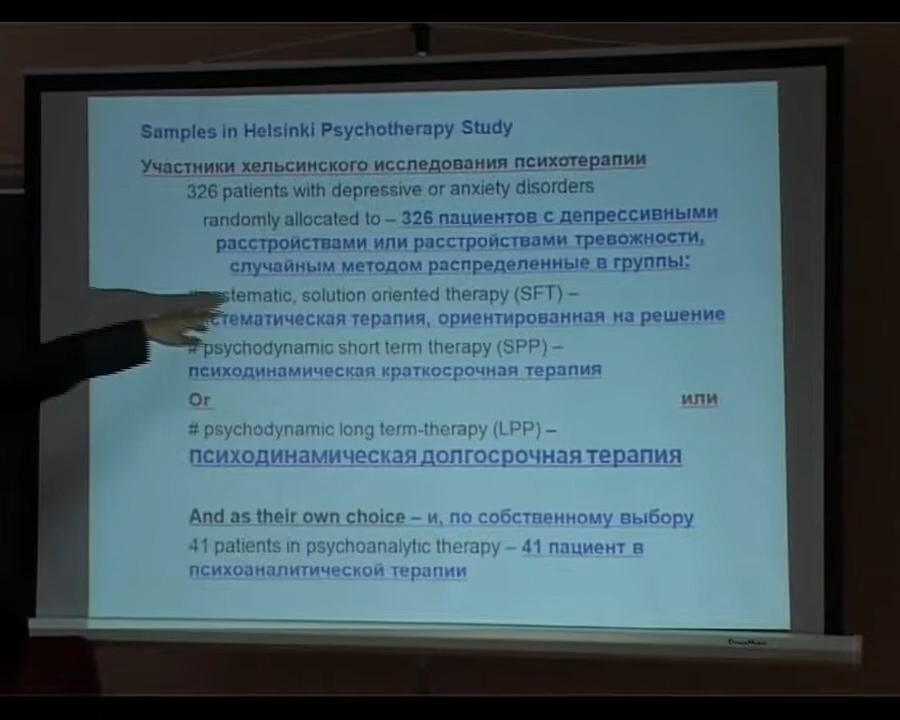 Samples in Helsinki Psychotherapy Study
Участники хельсинского исследования психотерапии
326 patients with depressive or anxiety disorders
randomly allocated to – 326 пациентов с депрессивными
расстройствами или расстройствами тревожности,
случайным методом распределенные в группы:
solution oriented therapy (SFT) –
терапия, ориентированная на решение
# psychodynamic short term therapy (SPP) –
психодинамическая краткосрочная терапия
Or или
# psychodynamic long term-therapy (LPP) –
психодинамическая долгосрочная терапия
And as their own choice – и, по собственному выбору
41 patients in psychoanalytic therapy – 41 пациент в
психоаналитической терапии